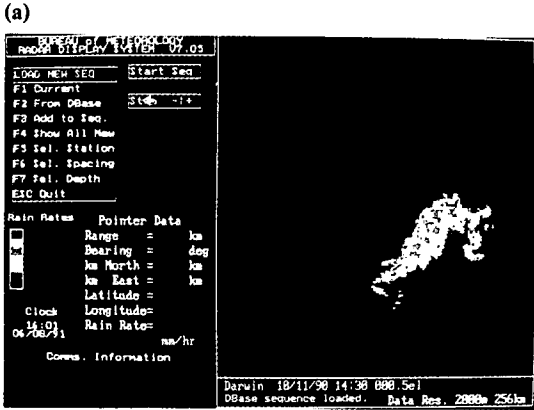 (a)
BUREAU of METEOROLOGY
RADAR DISPLAY SYSTEM V7.05
LOAD NEW SEQ
F1 Current
F2 From DBase
F3 Add to Seq.
F4 Show All New
F5 Sel. Station
F6 Sel. Spacing
F7 Sel. Depth
ESC Quit
Start Seq
-1+
Rain Rates
Pointer Data
Range = km
Bearing = deg
km North = km
km East = km
Latitude =
Longitude=
Rain Rate=
mm/hr
Clock
16:01
06/08/91
Comms. Information
Darwin 18/11/90 14:30 000.5el
DBase sequence loaded. Data Res. 2000m 256km